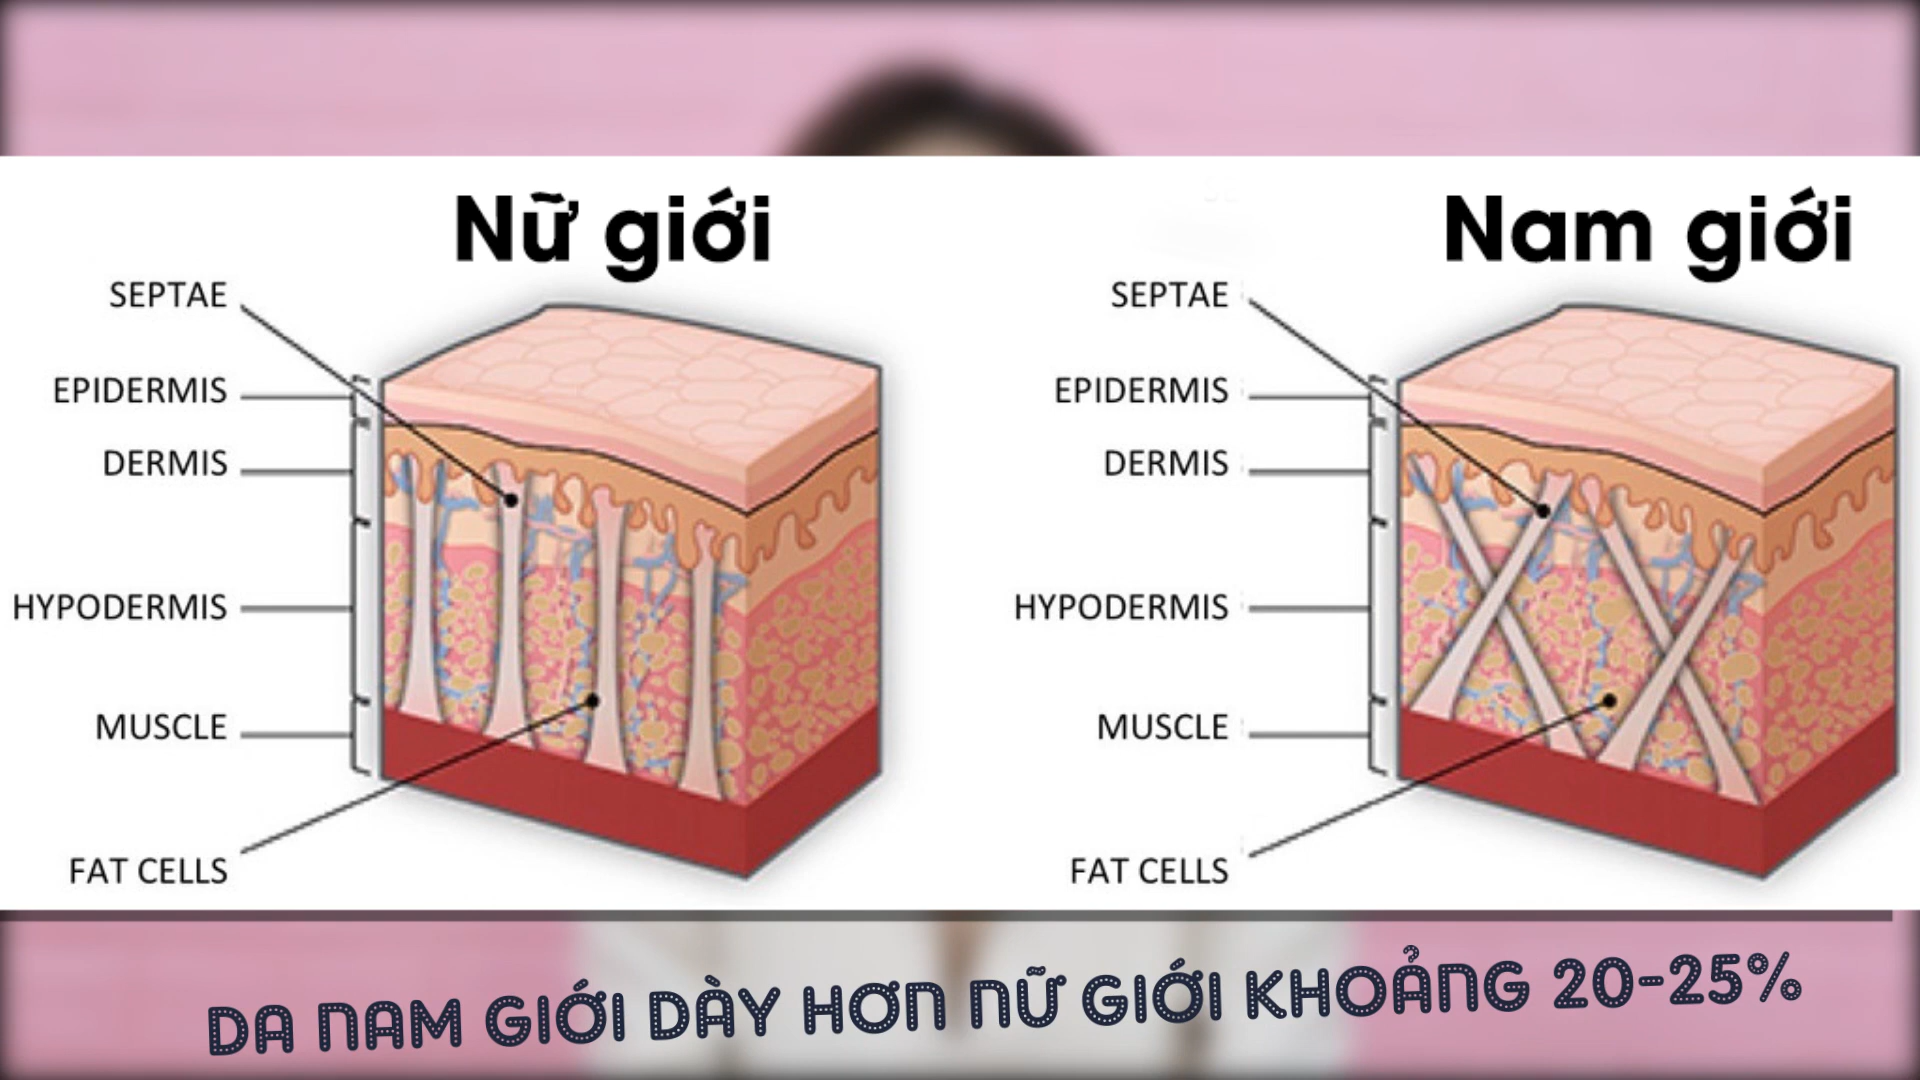 Nữ giới
SEPTAE
EPIDERMIS
DERMIS
HYPODERMIS
MUSCLE
FAT CELLS
Nam giới
SEPTAE
EPIDERMIS
DERMIS
HYPODERMIS
MUSCLE
FAT CELLS
DA NAM GIỚI DÀY HƠN NỮ GIỚI KHOẢNG 20-25%